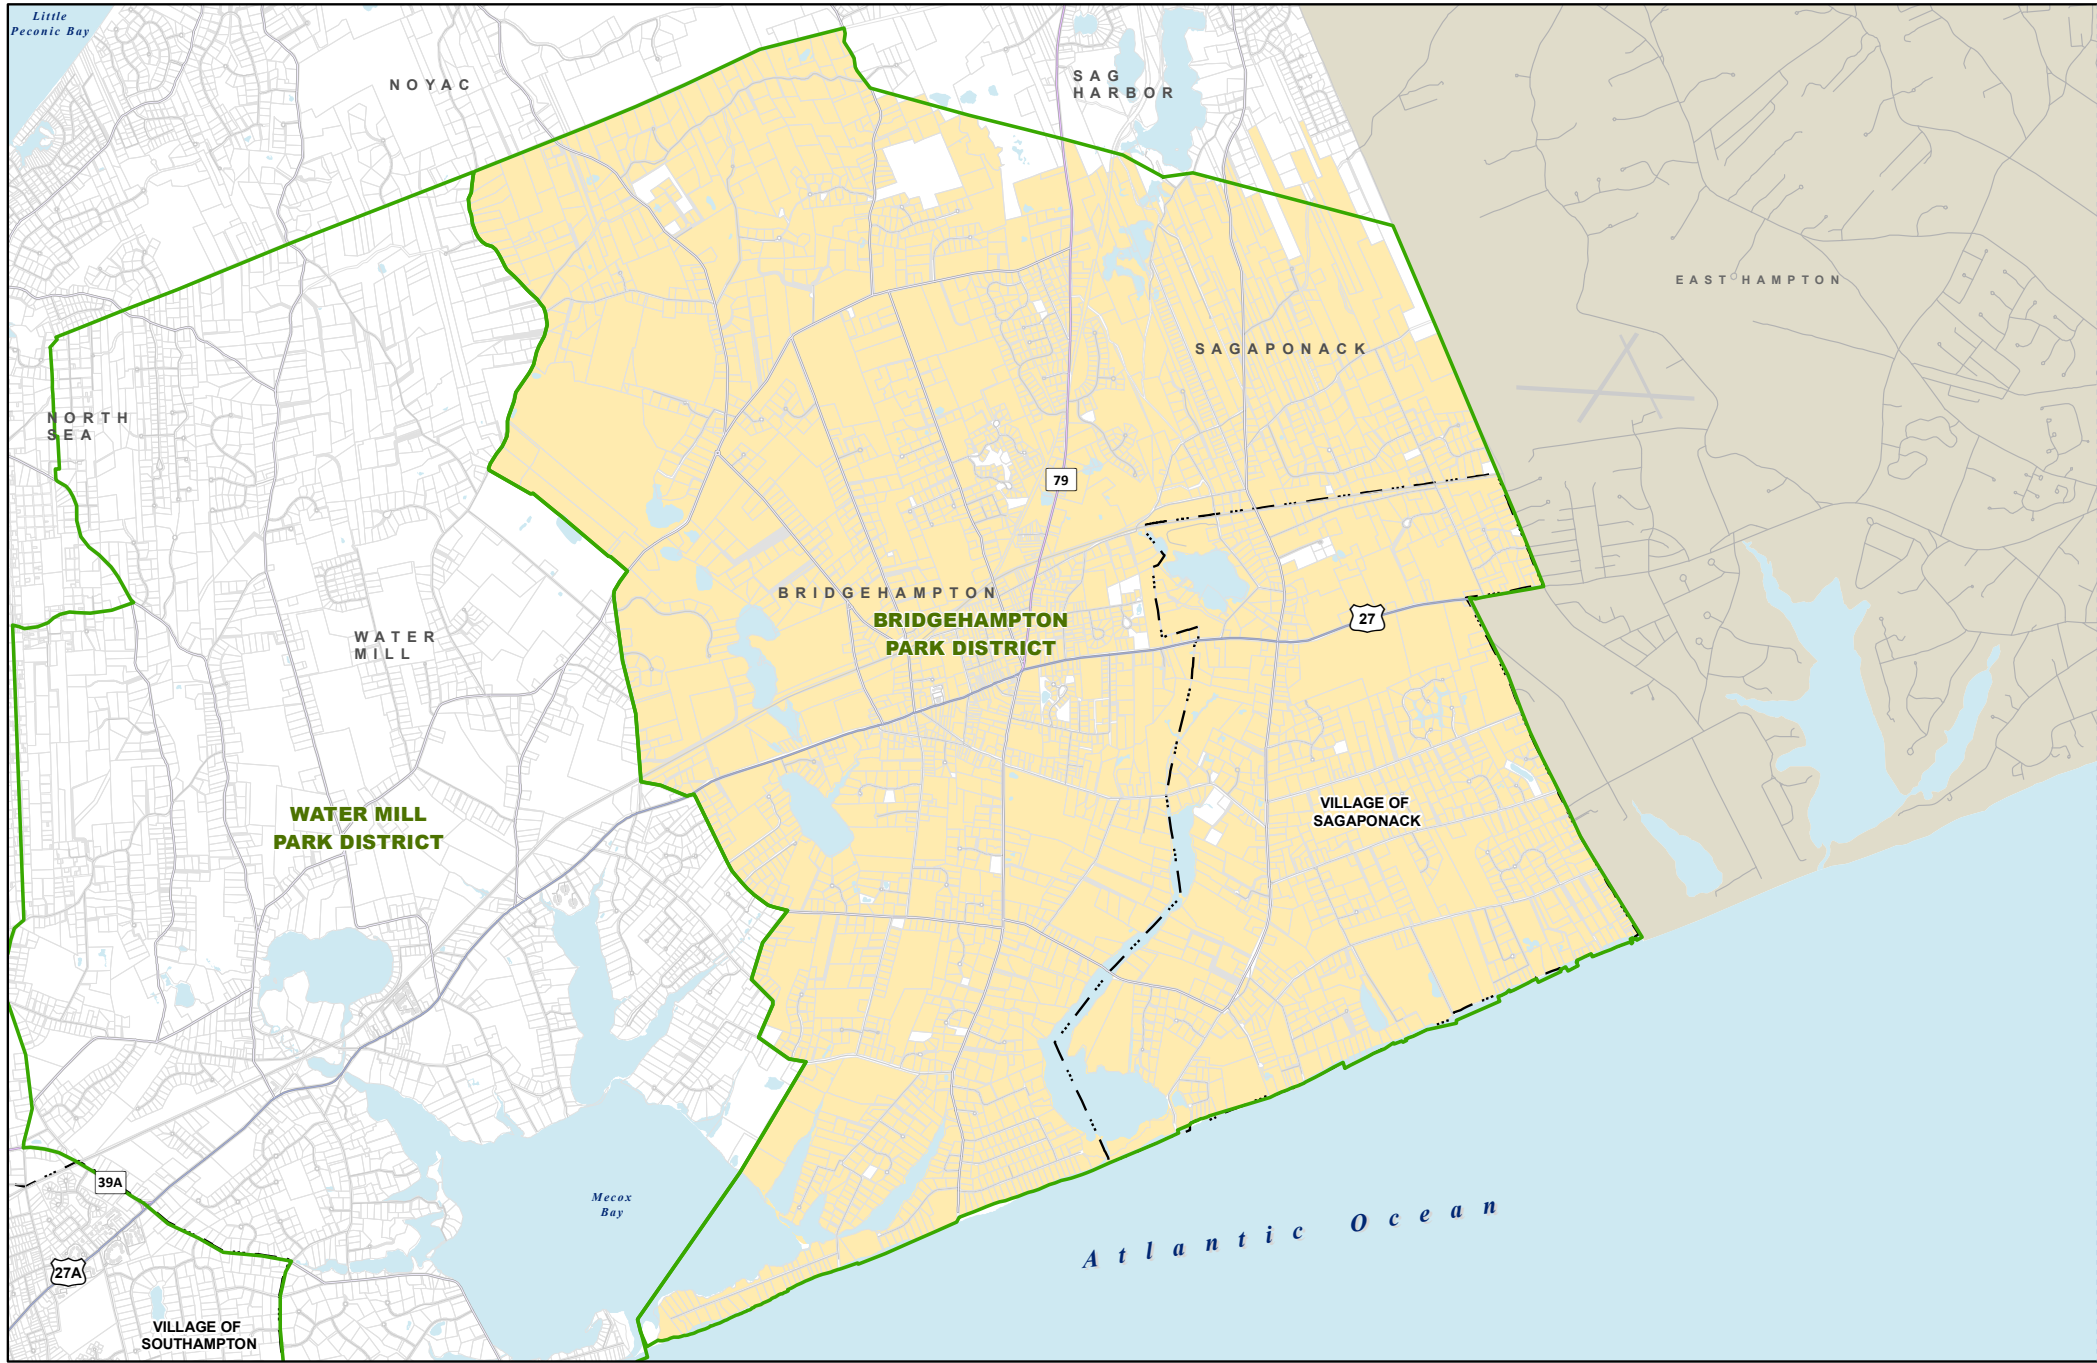 Little
Peconic Bay
NOYAC
SAG
HARBOR
EAST HAMPTON
SAGAPONACK
NORTH
SEA
79
BRIDGEHAMPTON
BRIDGEHAMPTON
PARK DISTRICT
27
WATER
MILL
WATER MILL
PARK DISTRICT
VILLAGE OF
SAGAPONACK
39A
Mecox
Bay
Atlantic Ocean
27A
VILLAGE OF
SOUTHAMPTON